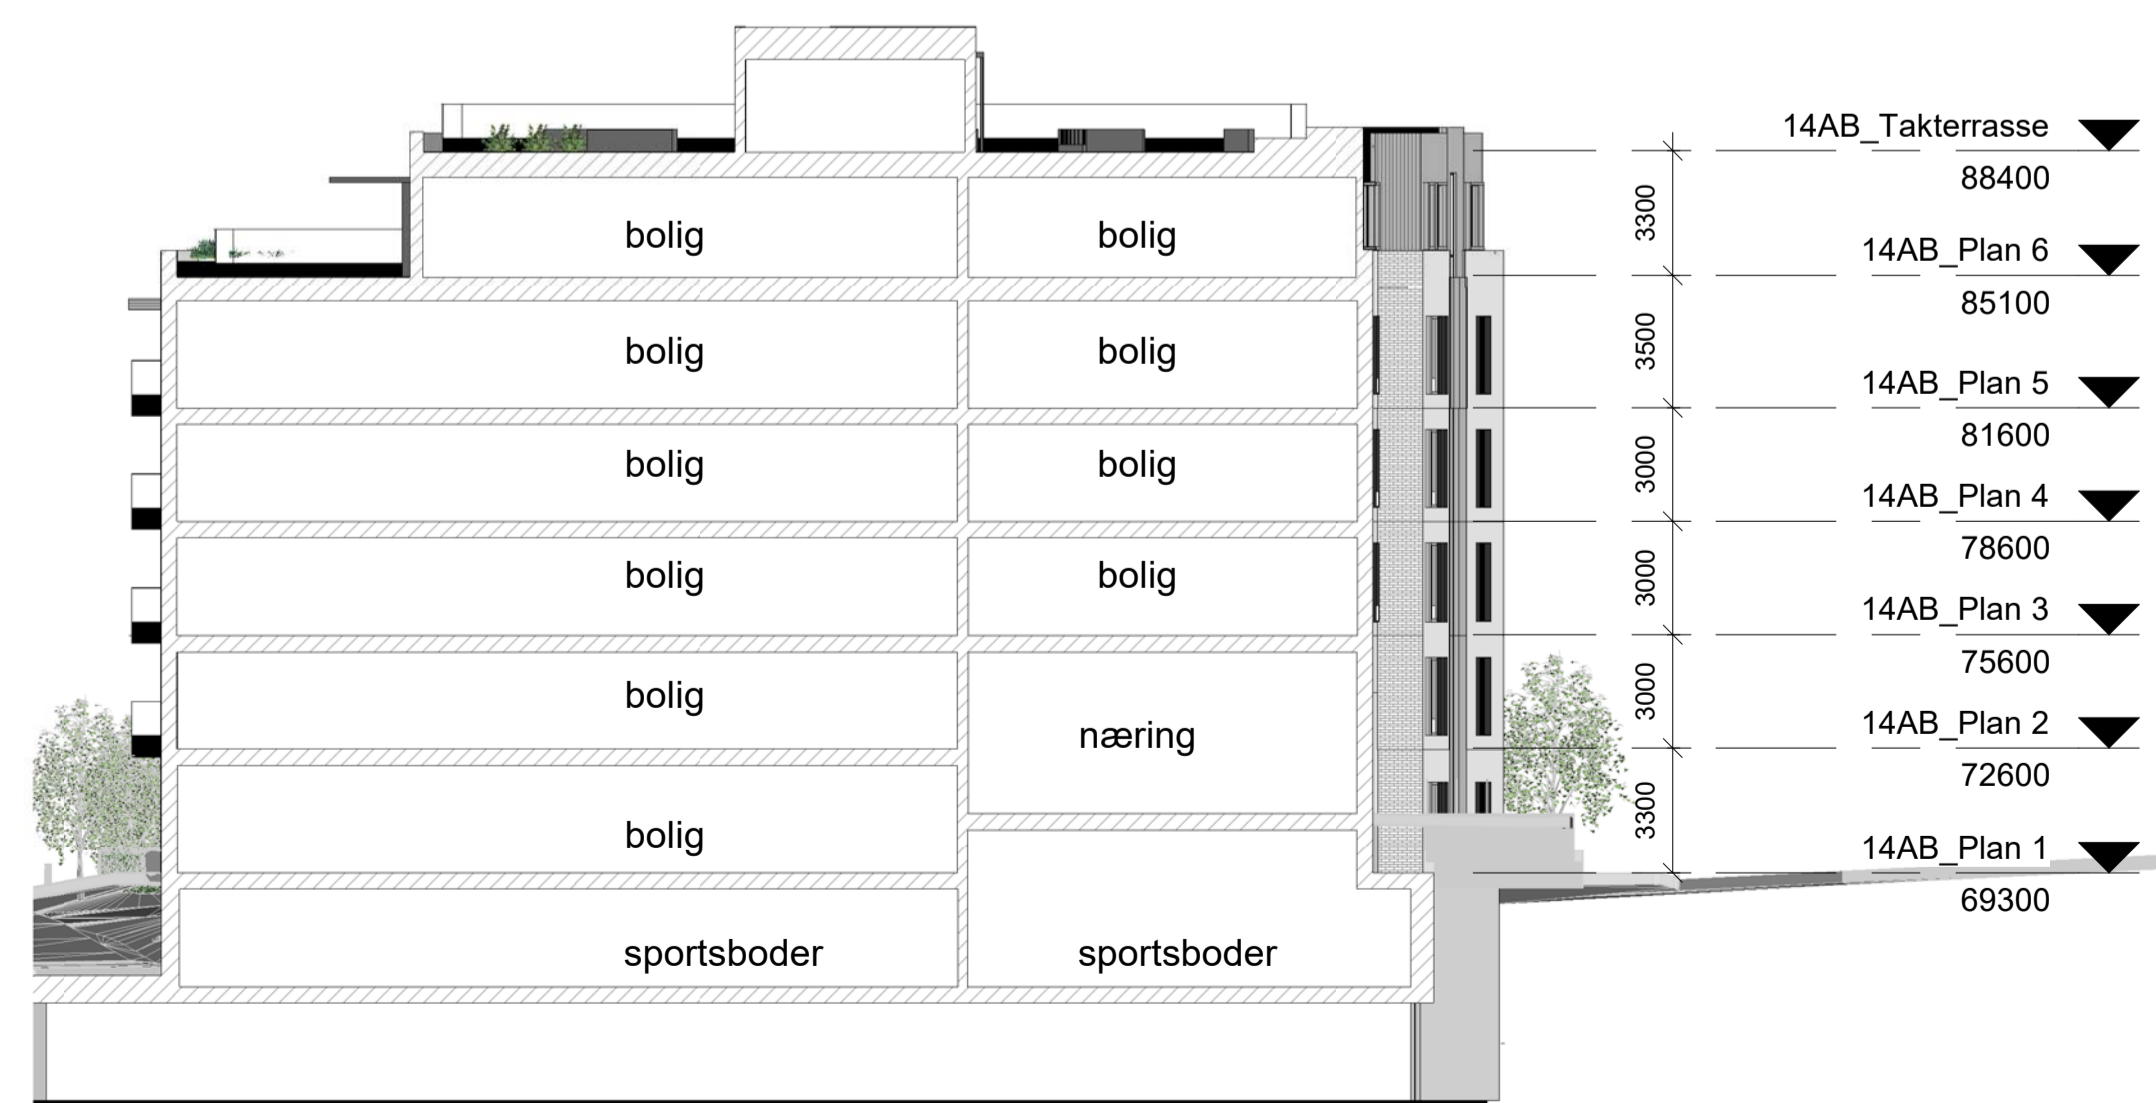 14AB_Takterrasse
88400
3300
bolig bolig
14AB_Plan 6
85100
3500
bolig bolig
14AB_Plan 5
81600
3000
bolig bolig
14AB_Plan 4
78600
3000
bolig bolig
14AB_Plan 3
75600
3000
bolig
næring
14AB_Plan 2
72600
3300
bolig
14AB_Plan 1
69300
sportsboder sportsboder